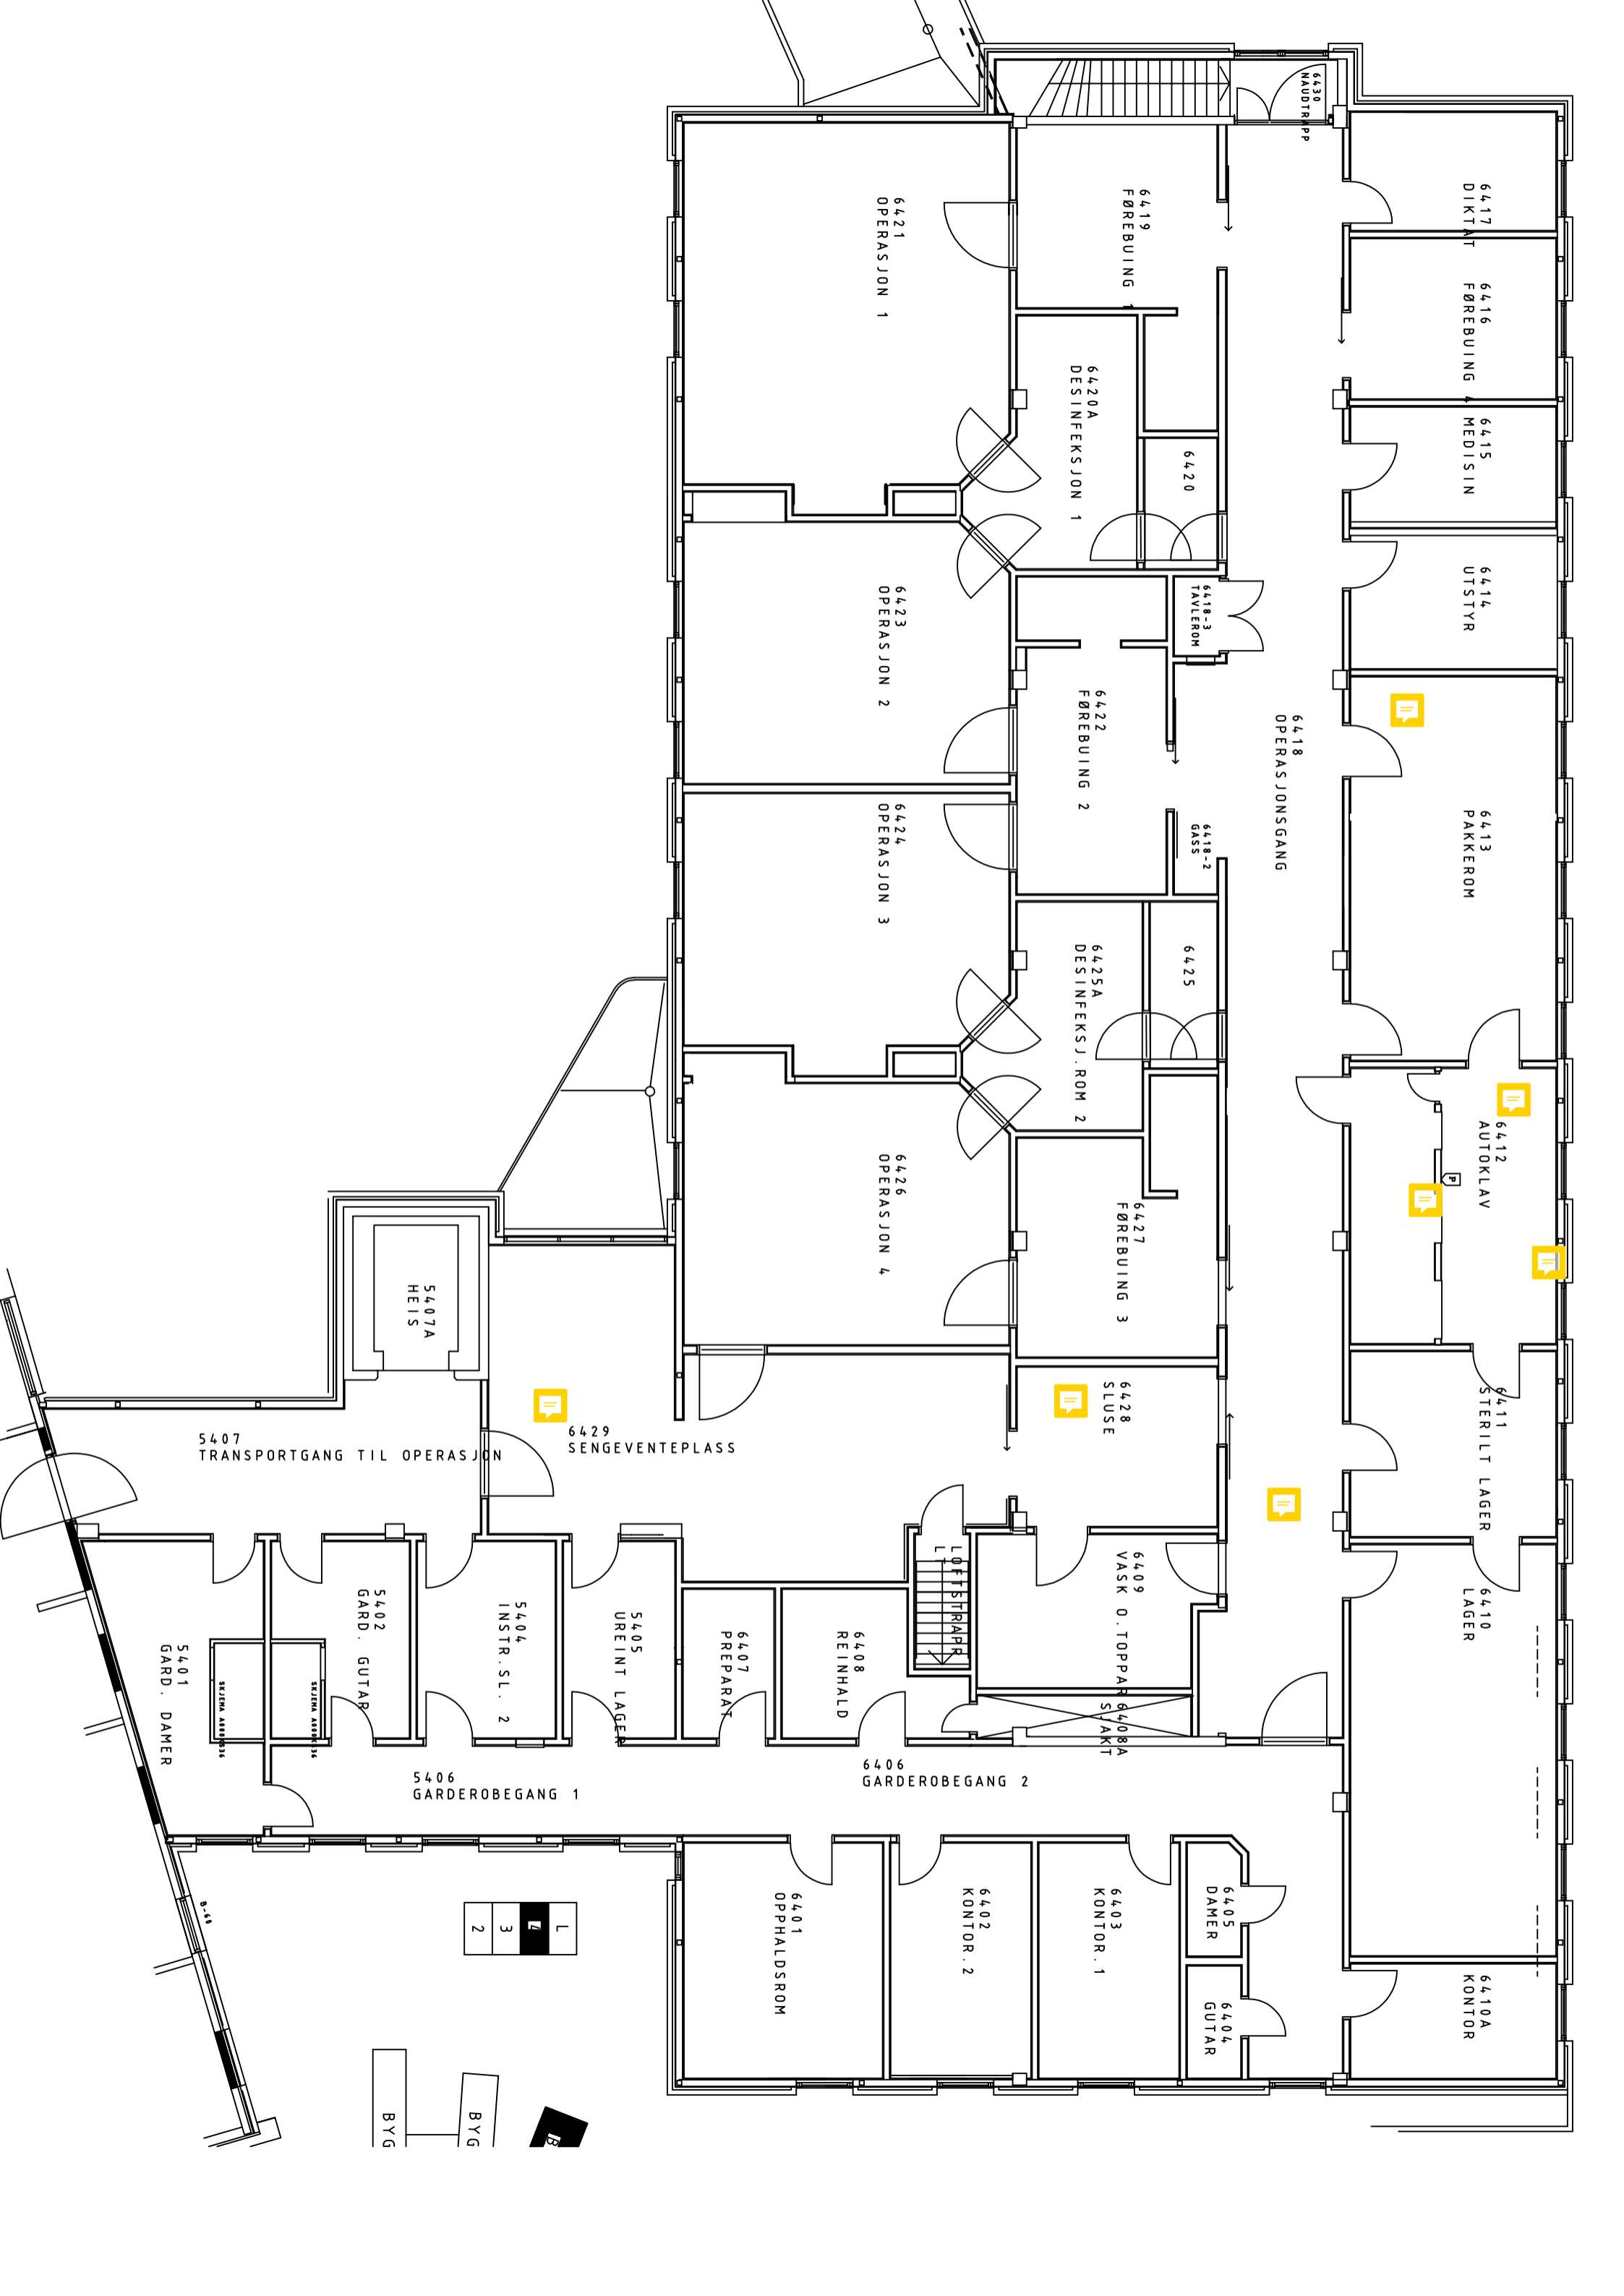 6430
NAUDTRAPP
6417
DIKTAT
6419
FØREBUING 1
6421
OPERASJON 1
6416
FØREBUING 4
6420A
DESINFEKSJON 1
6420
6415
MEDISIN
6414
UTSTYR
6418-3
TAVLEROM
6423
OPERASJON 2
6422
FØREBUING 2
6418
OPERASJONSGANG
6413
PAKKEROM
6418-2
GASS
6424
OPERASJON 3
6425A
DESINFEKSJ.ROM 2
6425
6412
AUTOKLAV
P
6426
OPERASJON 4
6427
FØREBUING 3
5407A
HEIS
6428
SLUSE
6411
STERILT LAGER
5407
TRANSPORTGANG TIL OPERASJON
6429
SENGEVENTEPLASS
LOFTSTRAPP
LT
6409
VASK O.TOPPAR
6410
LAGER
5401
GARD. DAMER
5402
GARD. GUTAR
5404
INSTR.SL. 2
5405
UREINT LAGER
6407
PREPARAT
6408
REINHALD
6408A
SJAKT
5406
GARDEROBEGANG 1
6406
GARDEROBEGANG 2
6401
OPPHALDSROM
6402
KONTOR.2
6403
KONTOR.1
6405
DAMER
6404
GUTAR
6410A
KONTOR
B-60
2
3
4
L
BYG
BYG
B